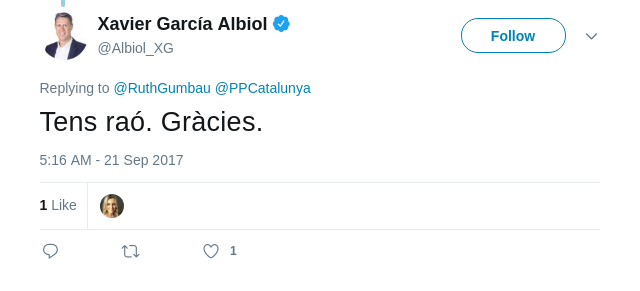 Xavier García Albiol
@Albiol_XG
Follow
Replying to @RuthGumbau @PPCatalunya
Tens raó. Gràcies.
5:16 AM - 21 Sep 2017
1 Like
1